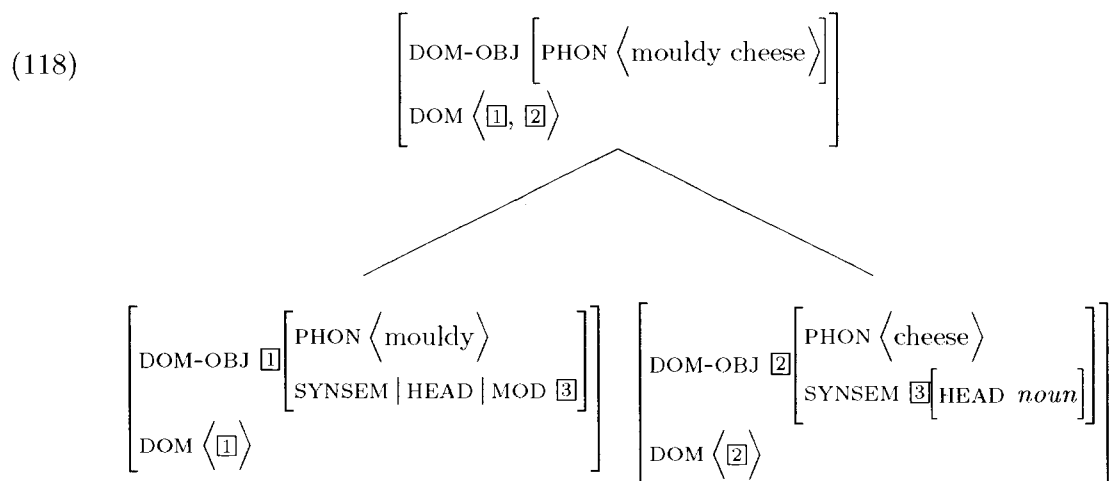 (118)
DOM-OBJ [PHON ⟨mouldy cheese⟩]
DOM ⟨1, 2⟩
DOM-OBJ 1 [PHON ⟨mouldy⟩
SYNSEM | HEAD | MOD 3]
DOM ⟨1⟩
DOM-OBJ 2 [PHON ⟨cheese⟩
SYNSEM 3 [HEAD noun]]
DOM ⟨2⟩